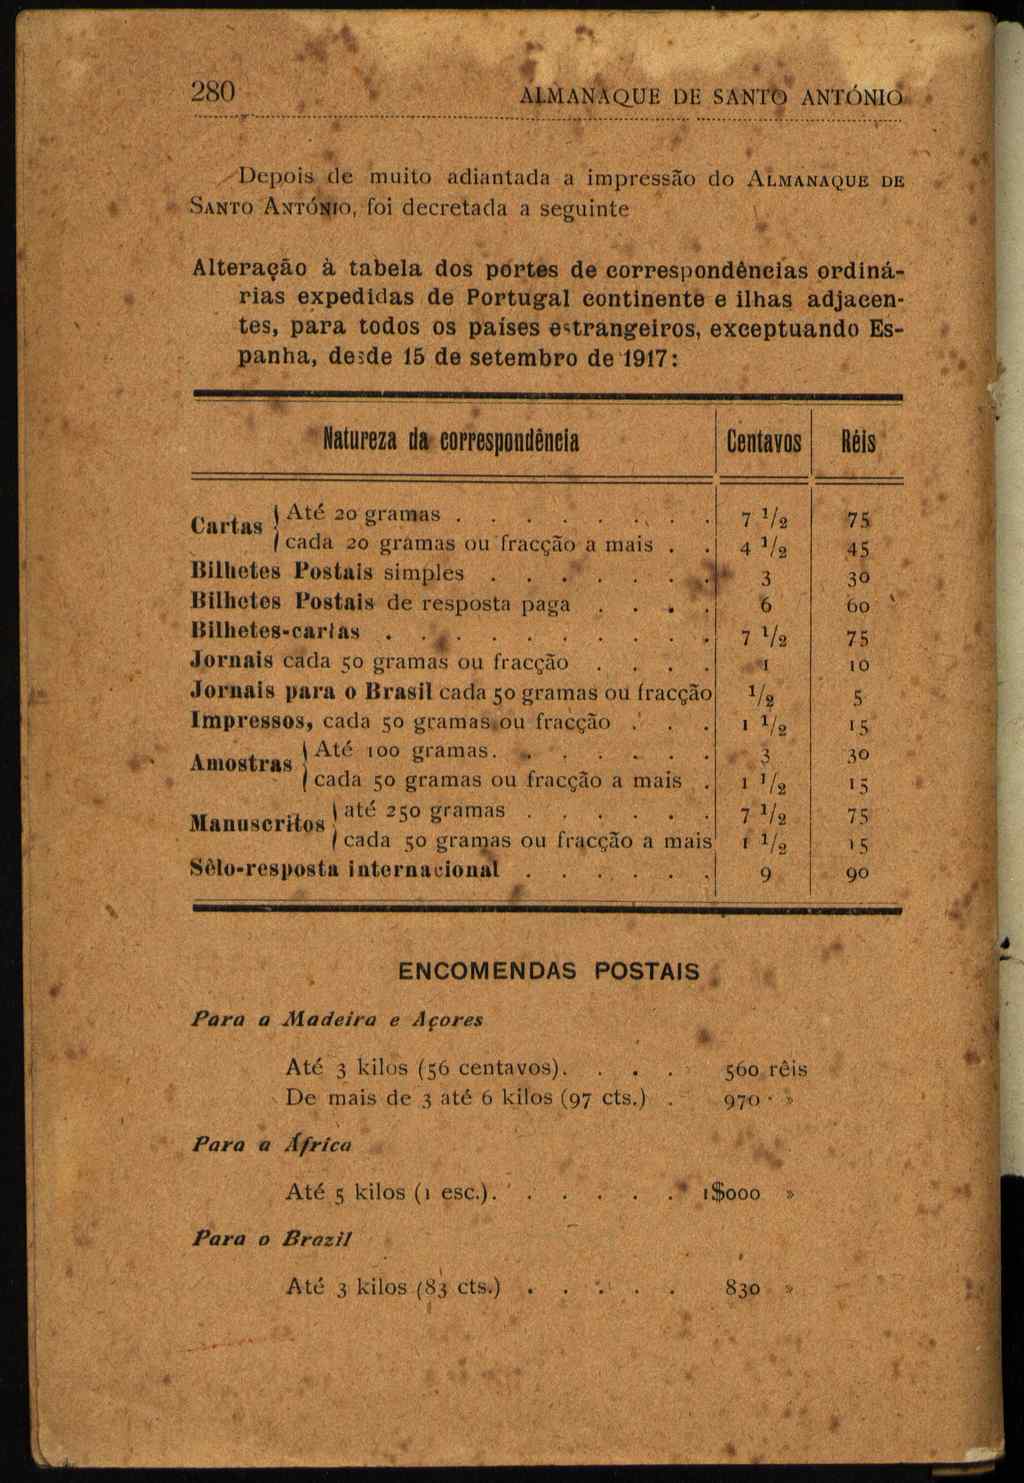 280 ALMANAQUE DE SANTO ANTÓNIO
Depois de muito adiantada a impressão do ALMANAQUE DE
SANTO ANTÓNIO, foi decretada a seguinte
Alteração à tabela dos portes de correspondências ordiná-
rias expedidas de Portugal continente e ilhas adjacen-
tes, para todos os países estrangeiros, exceptuando Es-
panha, desde 15 de setembro de 1917:
Natureza da correspondência Centavos Réis
Cartas { Até 20 gramas . . . . . . . . . 7 1/2 75
{ cada 20 gramas ou fracção a mais . . 4 1/2 45
Bilhetes Postais simples . . . . . . . 3 30
Bilhetes Postais de resposta paga . . . . 6 60
Bilhetes-cartas . . . . . . . . . . 7 1/2 75
Jornais cada 50 gramas ou fracção . . . . 1 10
Jornais para o Brasil cada 50 gramas ou fracção 1/2 5
Impressos, cada 50 gramas ou fracção . . . 1 1/2 15
Amostras { Até 100 gramas. . . . . . . 3 30
{ cada 50 gramas ou fracção a mais . 1 1/2 15
Manuscritos { até 250 gramas . . . . . . 7 1/2 75
{ cada 50 gramas ou fracção a mais 1 1/2 15
Sêlo-resposta internacional . . . . . . 9 90
ENCOMENDAS POSTAIS
Para a Madeira e Açores
Até 3 kilos (56 centavos). . . . 560 rêis
De mais de 3 até 6 kilos (97 cts.) . 970 »
Para a África
Até 5 kilos (1 esc.). . . . . . . 1$000 »
Para o Brazil
Até 3 kilos (83 cts.) . . . . . 830 »